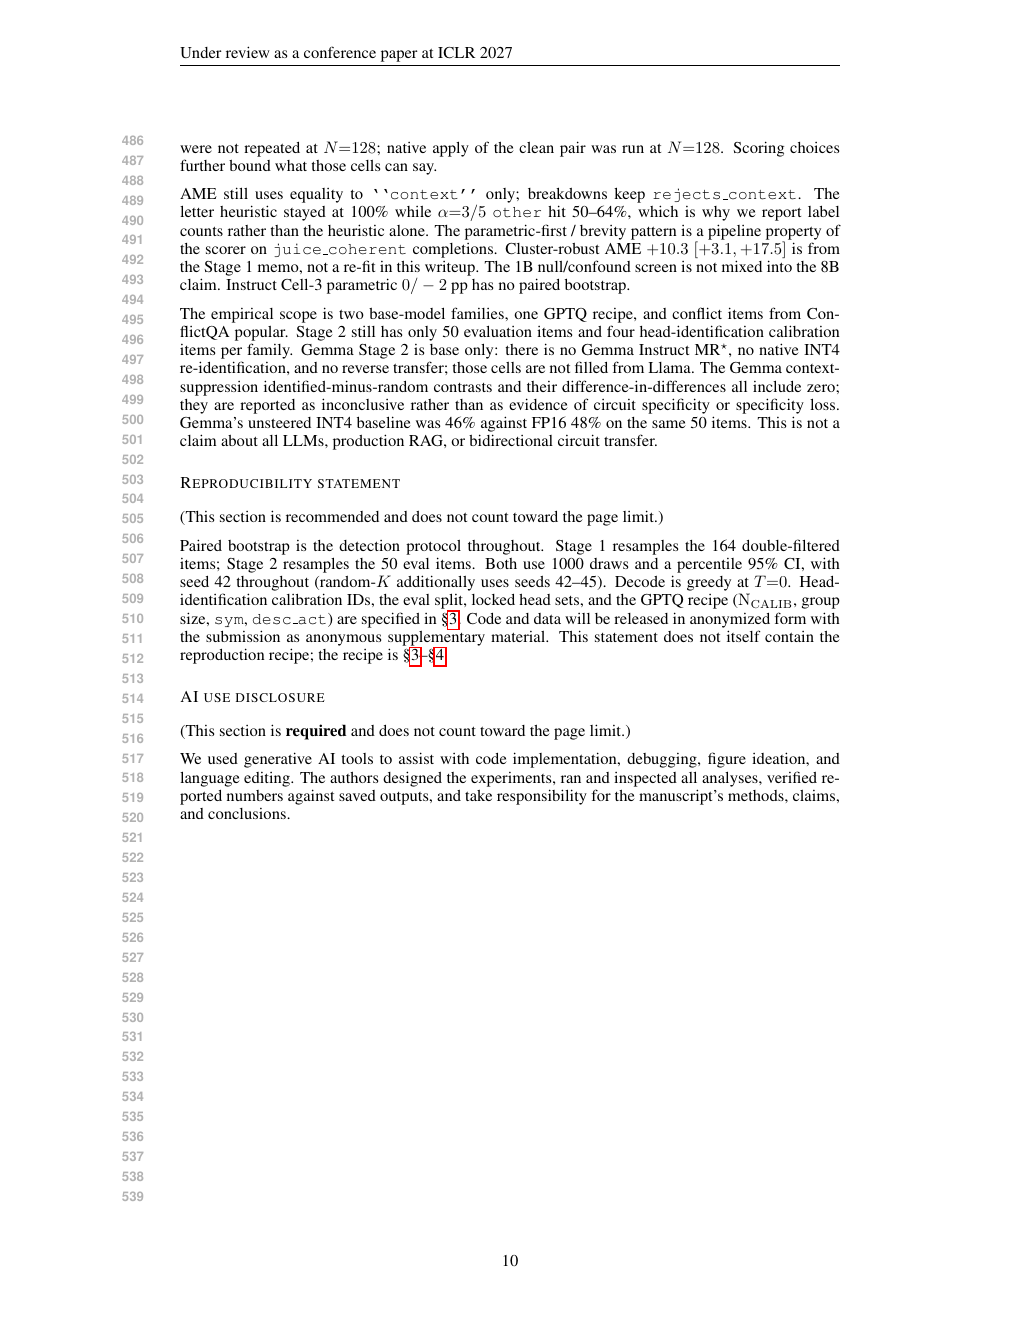 Under review as a conference paper at ICLR 2027
486
487
488
489
490
491
492
493
494
495
496
497
498
499
500
501
502
503
504
505
506
507
508
509
510
511
512
513
514
515
516
517
518
519
520
521
522
523
524
525
526
527
528
529
530
531
532
533
534
535
536
537
538
539
were not repeated at N=128; native apply of the clean pair was run at N=128. Scoring choices
further bound what those cells can say.
AME still uses equality to ‘‘context’’ only; breakdowns keep rejects_context. The
letter heuristic stayed at 100% while α=3/5 other hit 50–64%, which is why we report label
counts rather than the heuristic alone. The parametric-first / brevity pattern is a pipeline property of
the scorer on juice_coherent completions. Cluster-robust AME +10.3 [+3.1, +17.5] is from
the Stage 1 memo, not a re-fit in this writeup. The 1B null/confound screen is not mixed into the 8B
claim. Instruct Cell-3 parametric 0/ − 2 pp has no paired bootstrap.
The empirical scope is two base-model families, one GPTQ recipe, and conflict items from Con-
flictQA popular. Stage 2 still has only 50 evaluation items and four head-identification calibration
items per family. Gemma Stage 2 is base only: there is no Gemma Instruct MR⋆, no native INT4
re-identification, and no reverse transfer; those cells are not filled from Llama. The Gemma context-
suppression identified-minus-random contrasts and their difference-in-differences all include zero;
they are reported as inconclusive rather than as evidence of circuit specificity or specificity loss.
Gemma’s unsteered INT4 baseline was 46% against FP16 48% on the same 50 items. This is not a
claim about all LLMs, production RAG, or bidirectional circuit transfer.
REPRODUCIBILITY STATEMENT
(This section is recommended and does not count toward the page limit.)
Paired bootstrap is the detection protocol throughout. Stage 1 resamples the 164 double-filtered
items; Stage 2 resamples the 50 eval items. Both use 1000 draws and a percentile 95% CI, with
seed 42 throughout (random-K additionally uses seeds 42–45). Decode is greedy at T=0. Head-
identification calibration IDs, the eval split, locked head sets, and the GPTQ recipe (NCALIB, group
size, sym, desc_act) are specified in §3. Code and data will be released in anonymized form with
the submission as anonymous supplementary material. This statement does not itself contain the
reproduction recipe; the recipe is §3–§4.
AI USE DISCLOSURE
(This section is required and does not count toward the page limit.)
We used generative AI tools to assist with code implementation, debugging, figure ideation, and
language editing. The authors designed the experiments, ran and inspected all analyses, verified re-
ported numbers against saved outputs, and take responsibility for the manuscript’s methods, claims,
and conclusions.
10